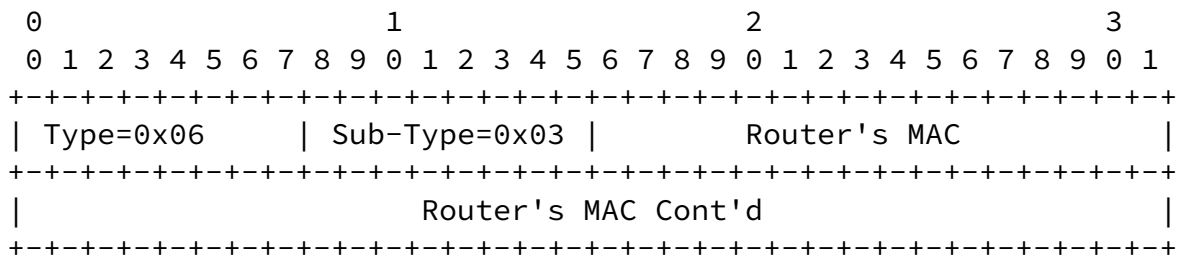 0                   1                   2                   3
 0 1 2 3 4 5 6 7 8 9 0 1 2 3 4 5 6 7 8 9 0 1 2 3 4 5 6 7 8 9 0 1
+-+-+-+-+-+-+-+-+-+-+-+-+-+-+-+-+-+-+-+-+-+-+-+-+-+-+-+-+-+-+-+-+
| Type=0x06     | Sub-Type=0x03 |        Router's MAC           |
+-+-+-+-+-+-+-+-+-+-+-+-+-+-+-+-+-+-+-+-+-+-+-+-+-+-+-+-+-+-+-+-+
|                      Router's MAC Cont'd                      |
+-+-+-+-+-+-+-+-+-+-+-+-+-+-+-+-+-+-+-+-+-+-+-+-+-+-+-+-+-+-+-+-+